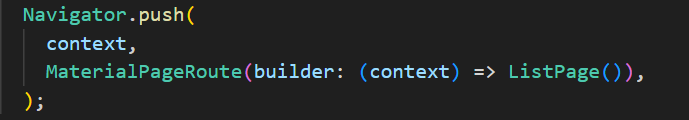 Navigator.push(
  context,
  MaterialPageRoute(builder: (context) => ListPage()),
);